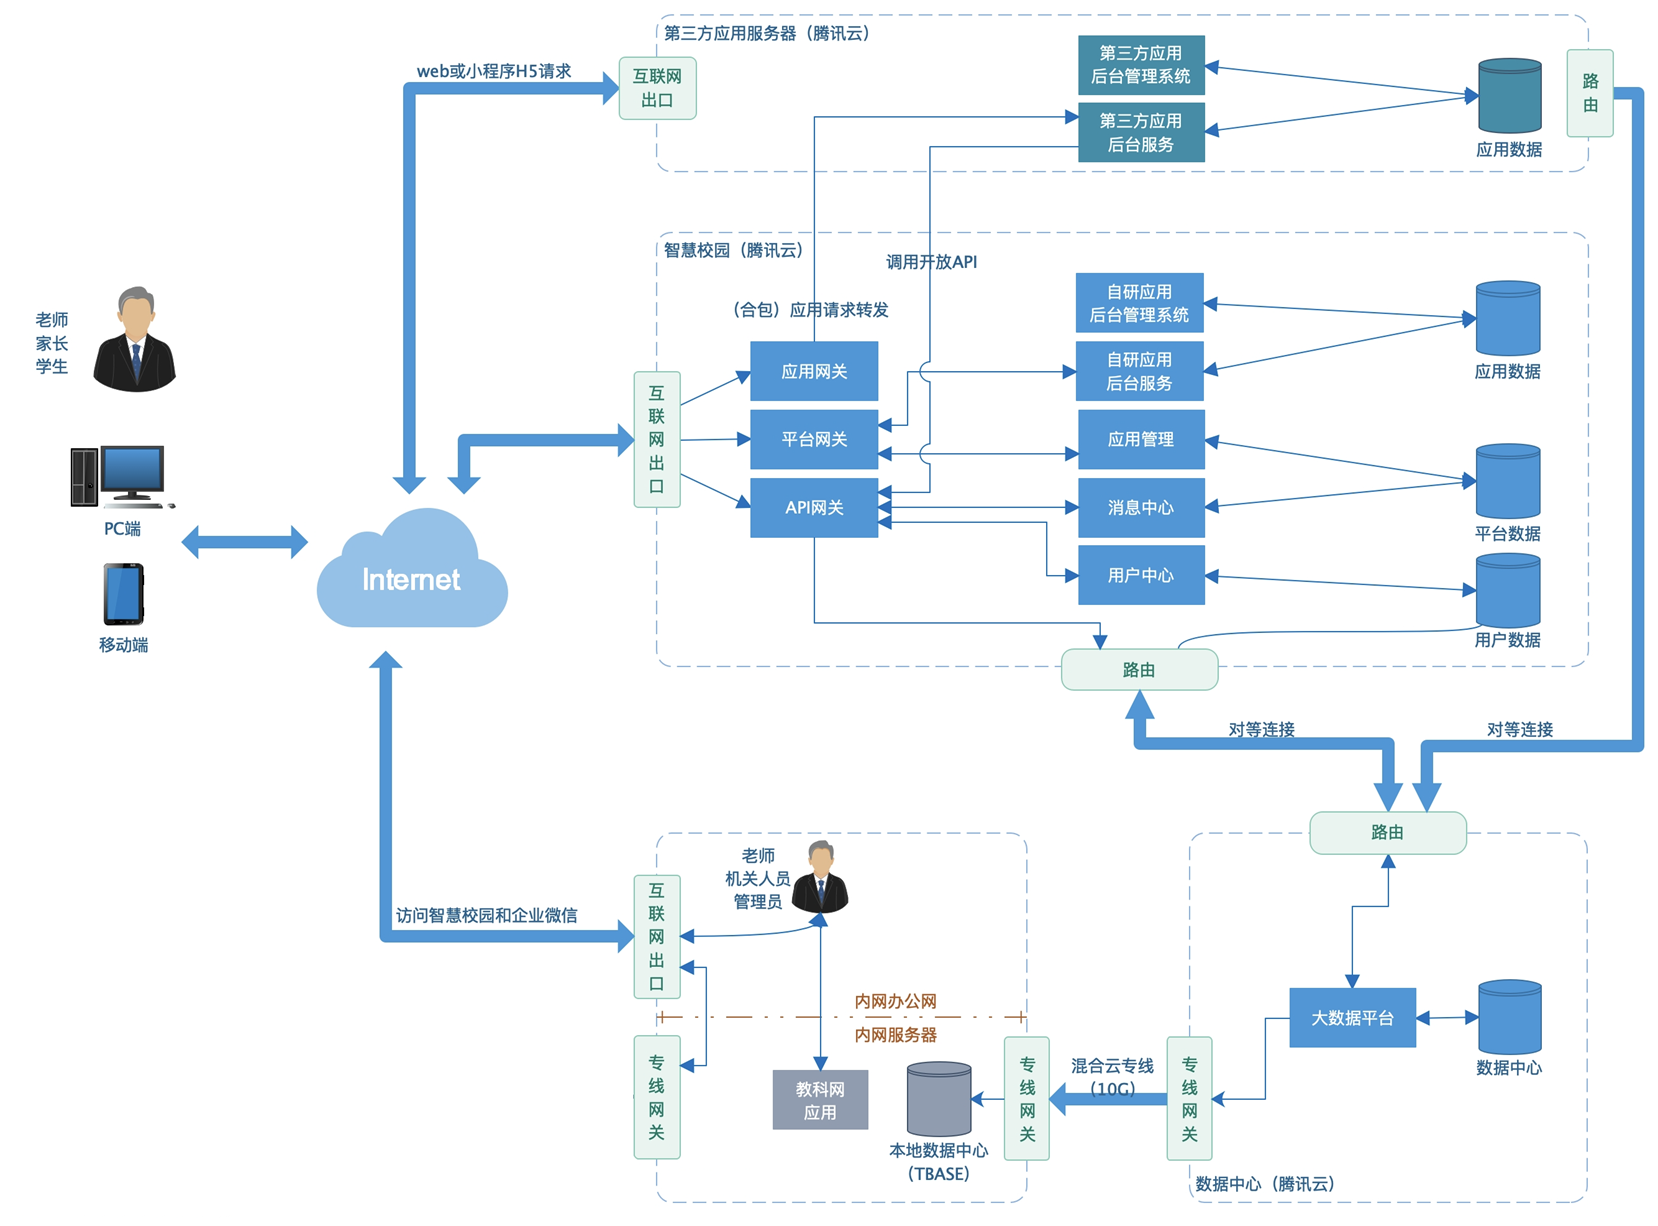 第三方应用服务器（腾讯云）
web或小程序H5请求
互联网
出口
第三方应用
后台管理系统
第三方应用
后台服务
应用数据
路
由
智慧校园（腾讯云）
调用开放API
（合包）应用请求转发
自研应用
后台管理系统
自研应用
后台服务
应用数据
老师
家长
学生
互
联
网
出
口
应用网关
平台网关
API网关
应用管理
消息中心
用户中心
平台数据
用户数据
PC端
移动端
Internet
路由
对等连接
对等连接
路由
老师
机关人员
管理员
互
联
网
出
口
访问智慧校园和企业微信
内网办公网
内网服务器
专
线
网
关
教科网
应用
本地数据中心
（TBASE）
专
线
网
关
混合云专线
（10G）
专
线
网
关
大数据平台
数据中心
数据中心（腾讯云）